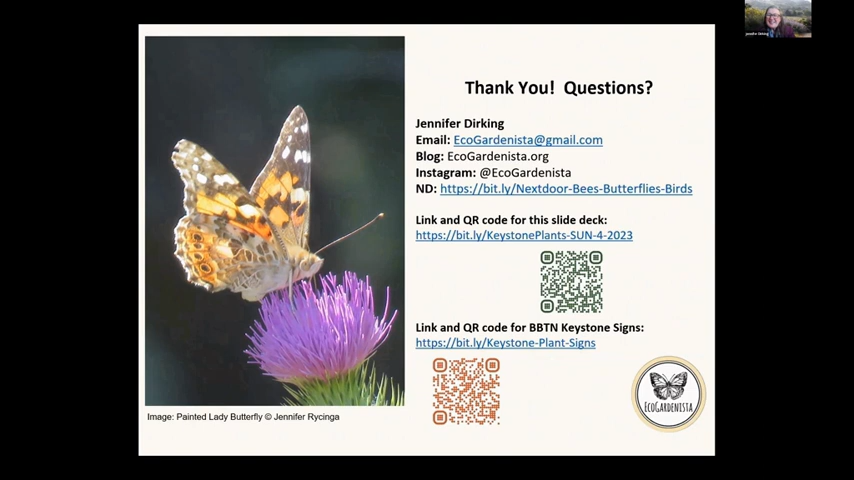 Jennifer Dirking
Thank You!  Questions?
Jennifer Dirking
Email: EcoGardenista@gmail.com
Blog: EcoGardenista.org
Instagram: @EcoGardenista
ND: https://bit.ly/Nextdoor-Bees-Butterflies-Birds
Link and QR code for this slide deck:
https://bit.ly/KeystonePlants-SUN-4-2023
Link and QR code for BBTN Keystone Signs:
https://bit.ly/Keystone-Plant-Signs
EcoGardenista
Image: Painted Lady Butterfly © Jennifer Rycinga